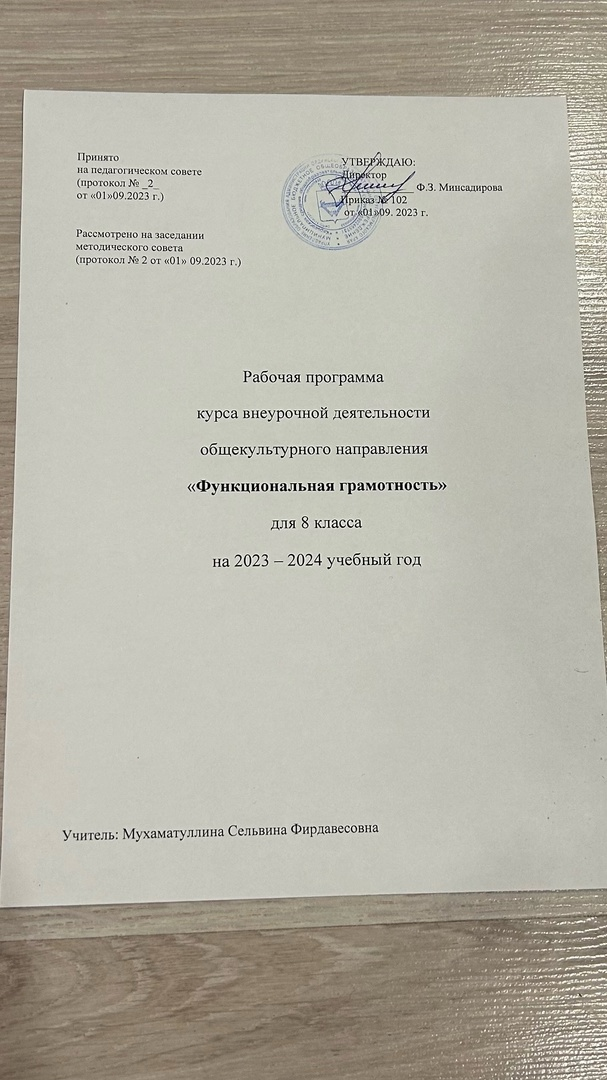 Принято
на педагогическом совете
(протокол № _2_
от «01»09.2023 г.)
УТВЕРЖДАЮ:
Директор
Ф.З. Минсадирова
Приказ № 102
от «01»09. 2023 г.
Рассмотрено на заседании
методического совета
(протокол № 2 от «01» 09.2023 г.)
Рабочая программа
курса внеурочной деятельности
общекультурного направления
«Функциональная грамотность»
для 8 класса
на 2023 – 2024 учебный год
Учитель: Мухаматуллина Сельвина Фирдавесовна